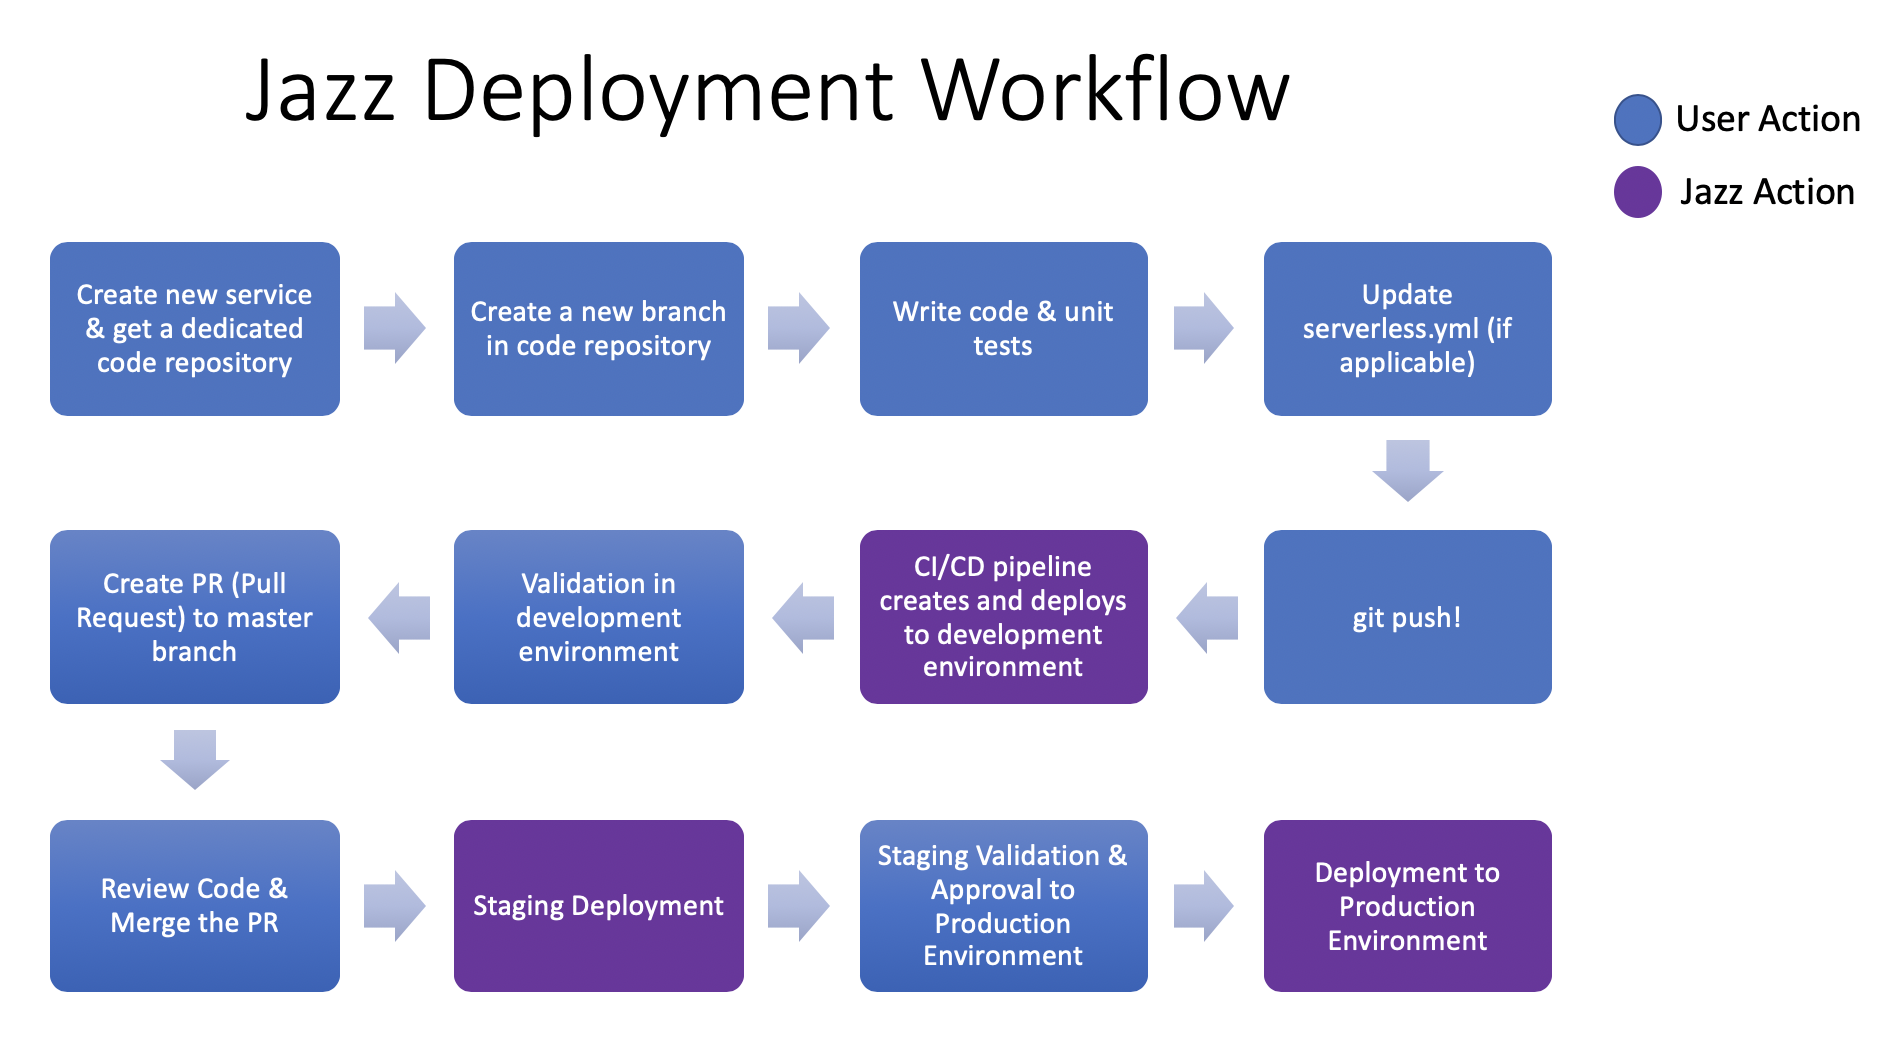 Jazz Deployment Workflow
User Action
Jazz Action
Create new service
& get a dedicated
code repository
Create a new branch
in code repository
Write code & unit
tests
Update
serverless.yml (if
applicable)
git push!
CI/CD pipeline
creates and deploys
to development
environment
Validation in
development
environment
Create PR (Pull
Request) to master
branch
Review Code &
Merge the PR
Staging Deployment
Staging Validation &
Approval to
Production
Environment
Deployment to
Production
Environment